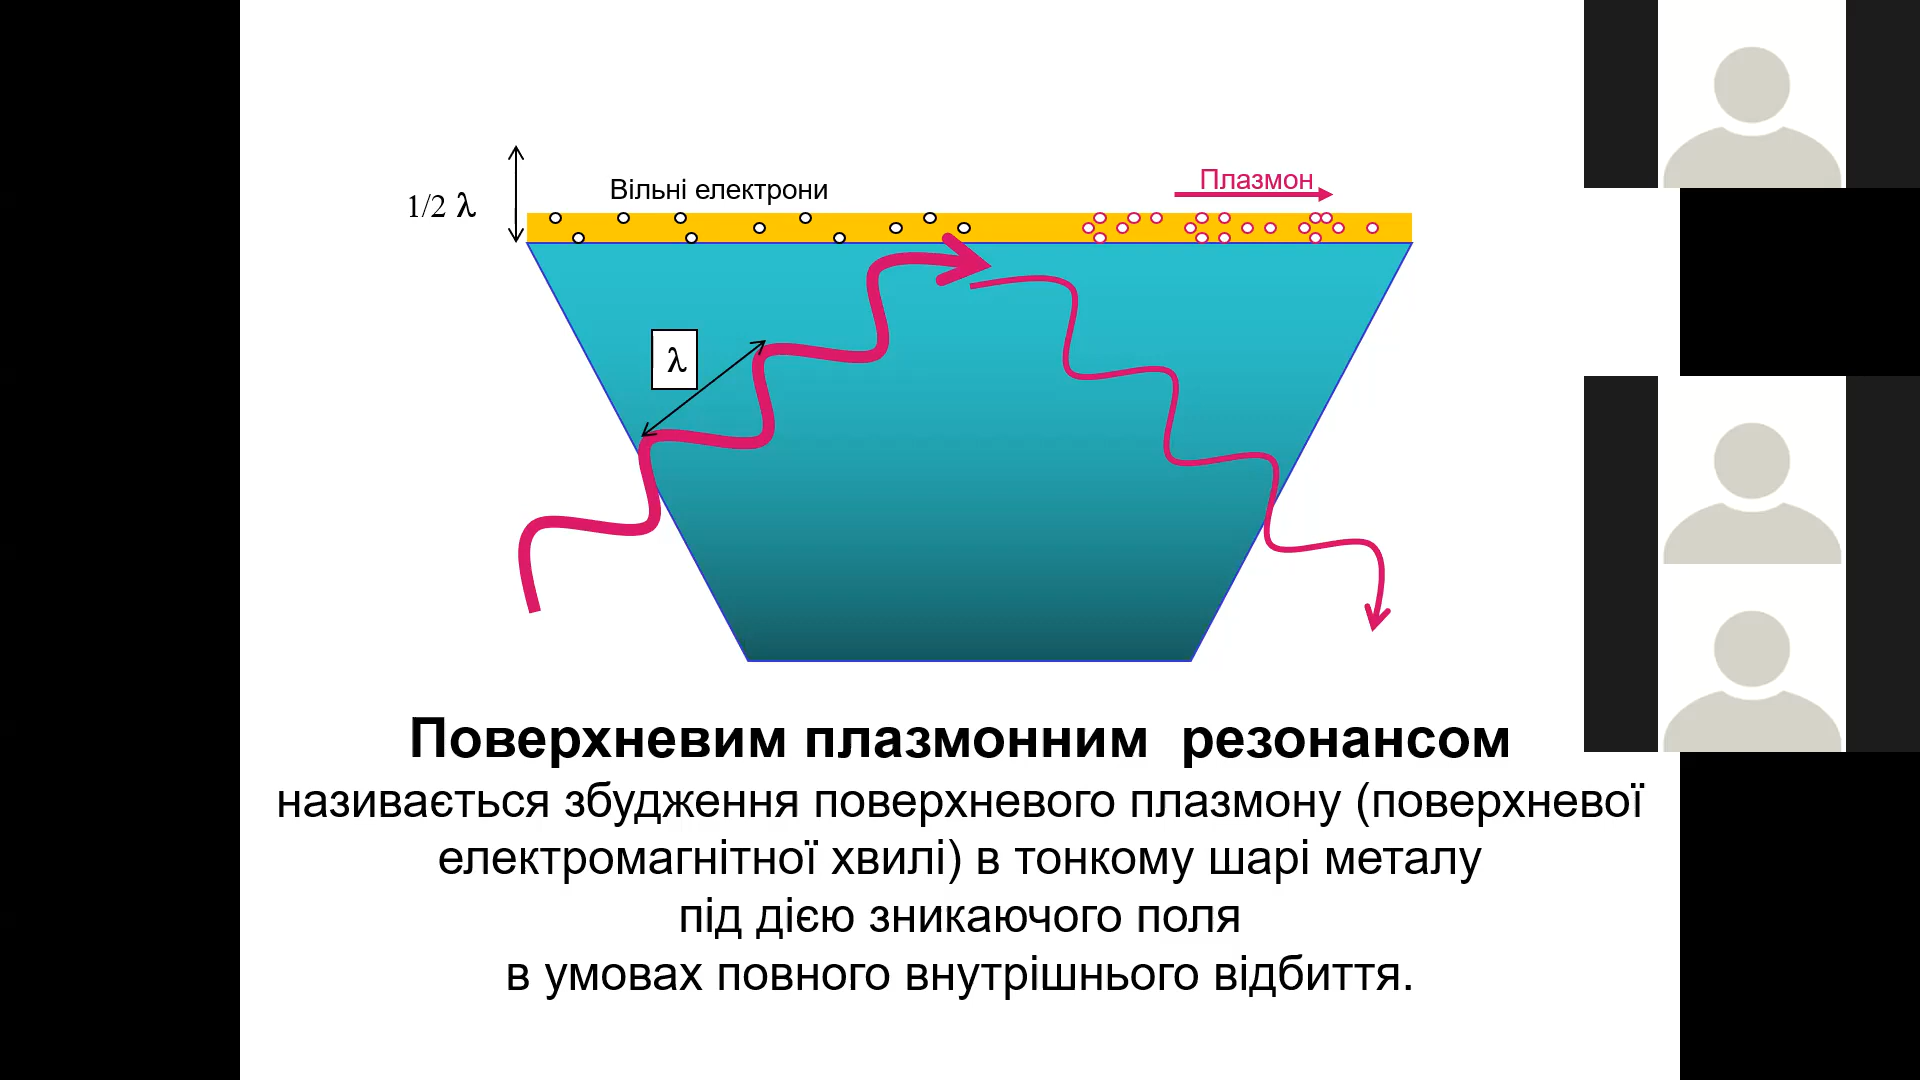 Плазмон
Вільні електрони
1/2 λ
λ
Поверхневим плазмонним резонансом
називається збудження поверхневого плазмону (поверхневої
електромагнітної хвилі) в тонкому шарі металу
під дією зникаючого поля
в умовах повного внутрішнього відбиття.